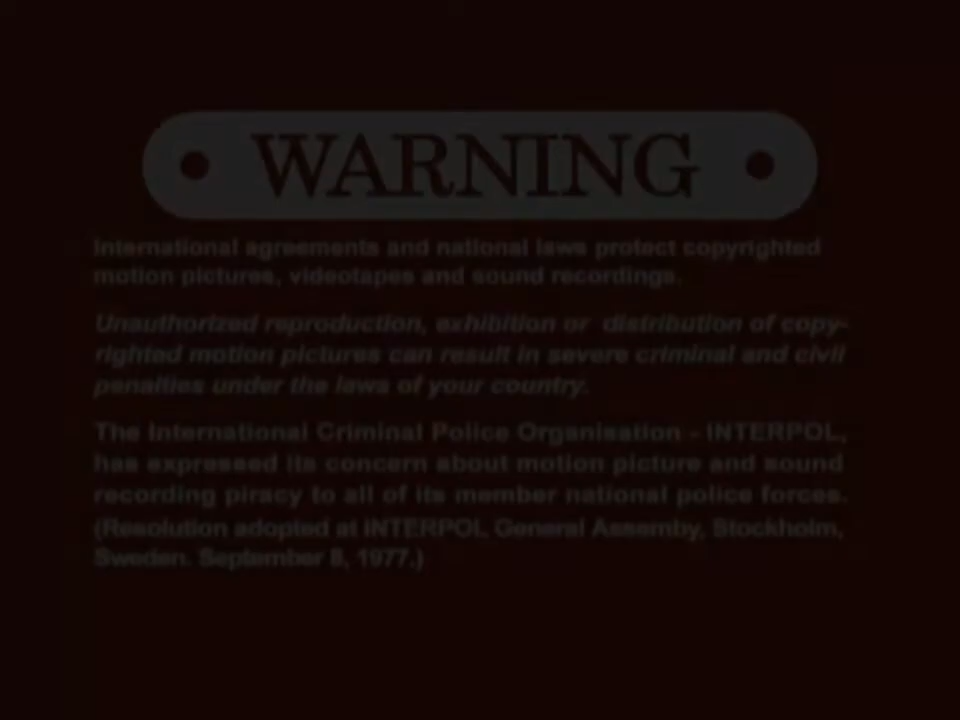 WARNING
International agreements and national laws protect copyrighted
motion pictures, videotapes and sound recordings.
Unauthorized reproduction, exhibition or distribution of copy-
righted motion pictures can result in severe criminal and civil
penalties under the laws of your country.
The International Criminal Police Organisation - INTERPOL,
has expressed its concern about motion picture and sound
recording piracy to all of its member national police forces.
(Resolution adopted at INTERPOL General Assemby, Stockholm,
Sweden. September 8, 1977.)